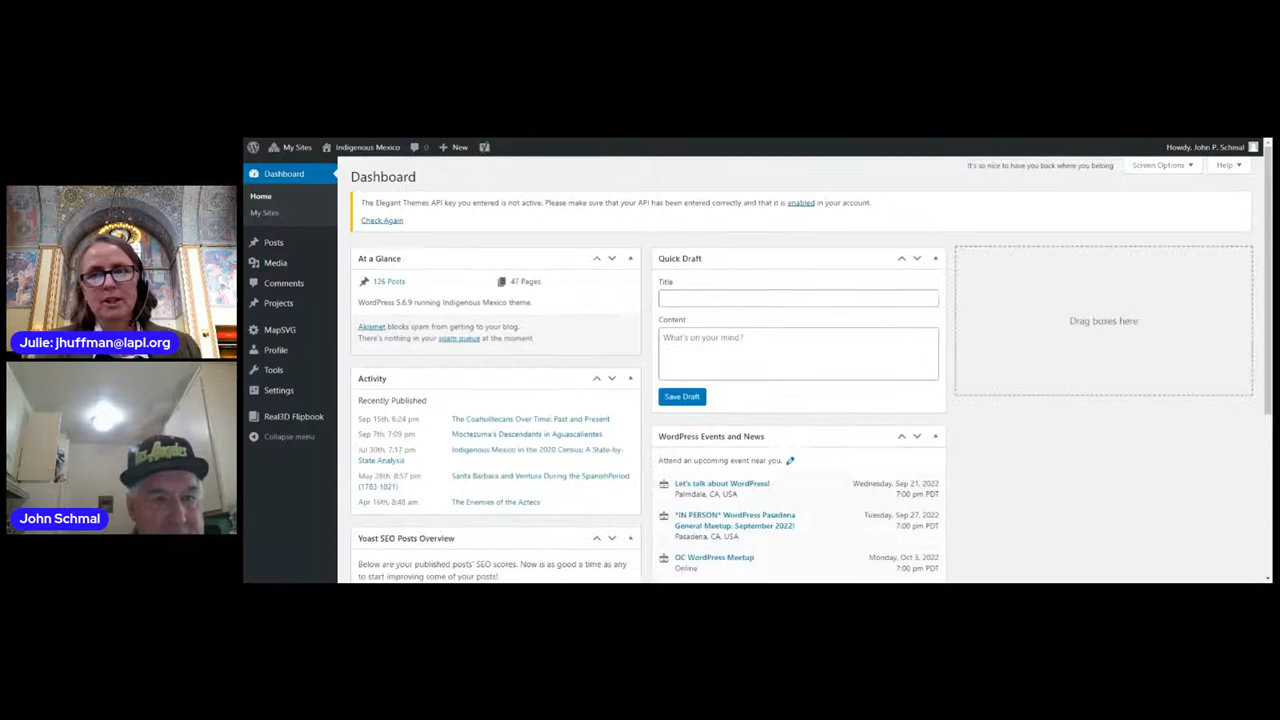 My Sites
Indigenous Mexico
0
New
Howdy, John P. Schmal
Dashboard
Home
My Sites
Posts
Media
Comments
Projects
MapSVG
Profile
Tools
Settings
Real3D Flipbook
Collapse menu
It's so nice to have you back where you belong
Screen Options
Help
Dashboard
The Elegant Themes API key you entered is not active. Please make sure that your API has been entered correctly and that it is enabled in your account.
Check Again
At a Glance
126 Posts
47 Pages
WordPress 5.6.9 running Indigenous Mexico theme.
Akismet blocks spam from getting to your blog.
There's nothing in your spam queue at the moment.
Activity
Recently Published
Sep 15th, 6:24 pm The Coahuiltecans Over Time: Past and Present
Sep 7th, 7:09 pm Moctezuma's Descendants in Aguascalientes
Jul 30th, 7:17 pm Indigenous Mexico in the 2020 Census: A State-by-
State Analysis
May 26th, 8:57 pm Santa Barbara and Ventura During the SpanishPeriod
(1783-1021)
Apr 16th, 8:48 am The Enemies of the Aztecs
Yoast SEO Posts Overview
Below are your published posts' SEO scores. Now is as good a time as any
to start improving some of your posts!
Quick Draft
Title
Content
What's on your mind?
Save Draft
WordPress Events and News
Attend an upcoming event near you.
Let's talk about WordPress! Wednesday, Sep 21, 2022
Palmdale, CA, USA 7:00 pm PDT
*IN PERSON* WordPress Pasadena Tuesday, Sep 27, 2022
General Meetup, September 2022! 7:00 pm PDT
Pasadena, CA, USA
OC WordPress Meetup Monday, Oct 3, 2022
Online 7:00 pm PDT
Drag boxes here
Julie: jhuffman@lapl.org
Los Angeles
John Schmal